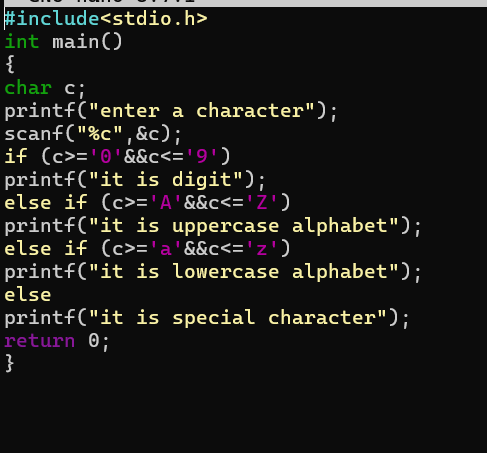 #include<stdio.h>
int main()
{
char c;
printf("enter a character");
scanf("%c",&c);
if (c>='0'&&c<='9')
printf("it is digit");
else if (c>='A'&&c<='Z')
printf("it is uppercase alphabet");
else if (c>='a'&&c<='z')
printf("it is lowercase alphabet");
else
printf("it is special character");
return 0;
}